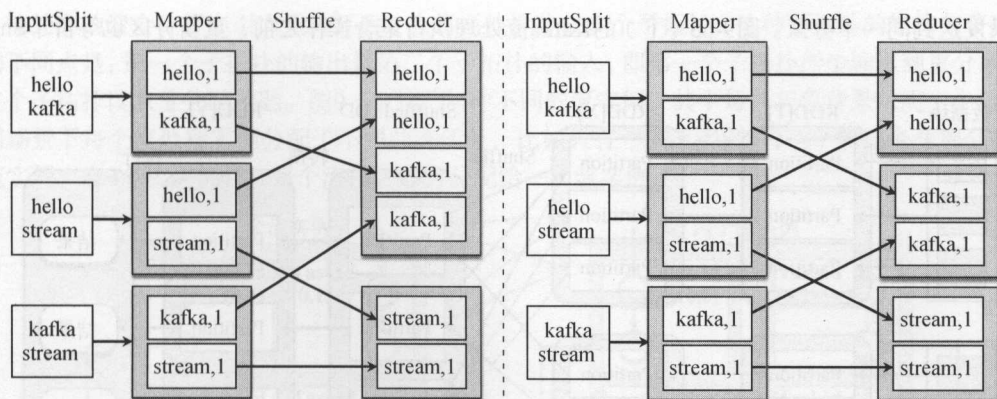 InputSplit Mapper Shuffle Reducer
hello
kafka
hello,1
kafka,1
hello
stream
hello,1
stream,1
kafka
stream
kafka,1
stream,1
hello,1
hello,1
kafka,1
kafka,1
stream,1
stream,1
InputSplit Mapper Shuffle Reducer
hello
kafka
hello,1
kafka,1
hello
stream
hello,1
stream,1
kafka
stream
kafka,1
stream,1
hello,1
hello,1
kafka,1
kafka,1
stream,1
stream,1